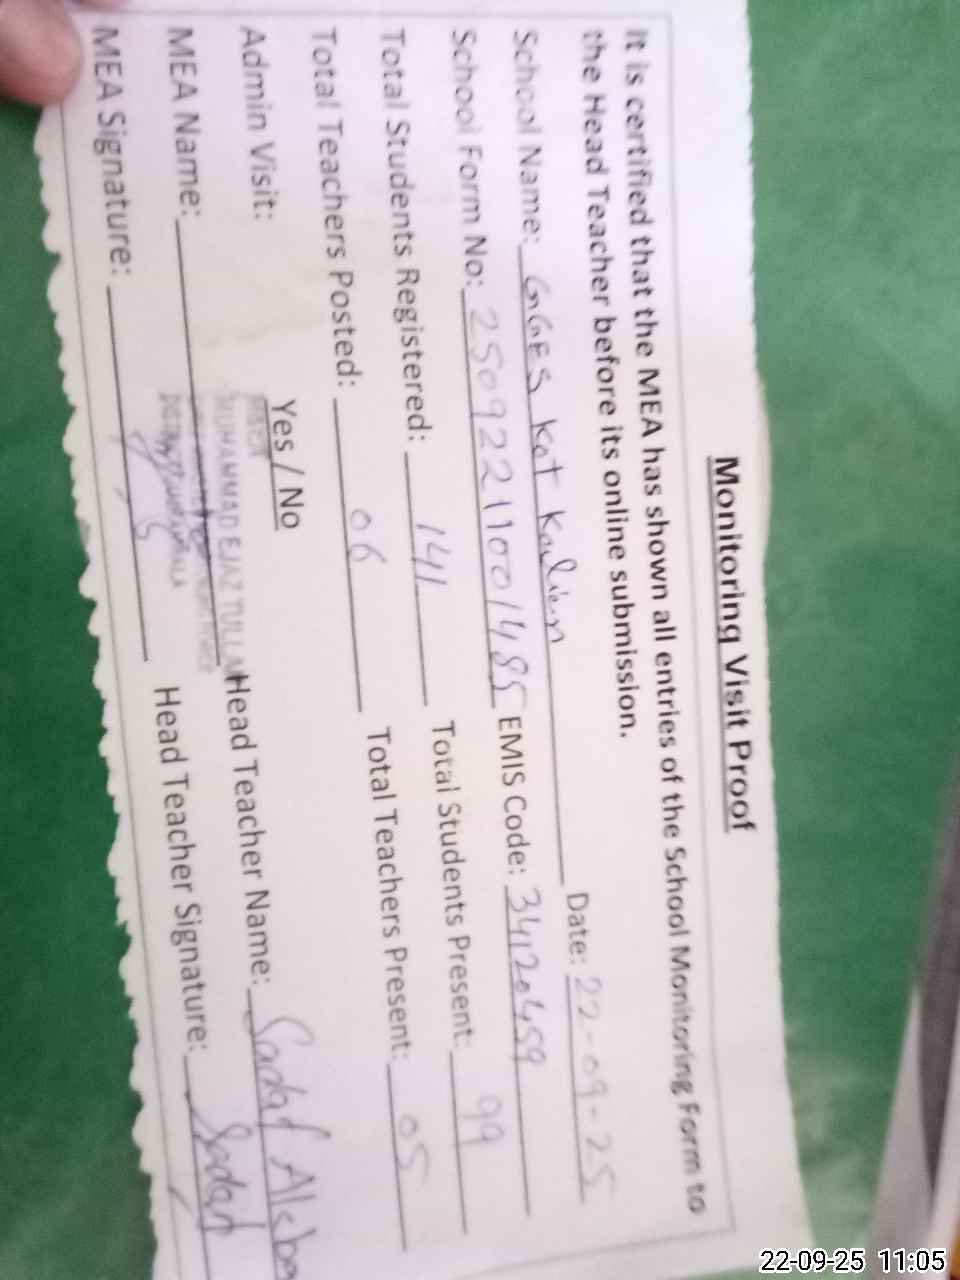 Monitoring Visit Proof
It is certified that the MEA has shown all entries of the School Monitoring Form to
the Head Teacher before its online submission.
School Name: GGES Kot Date: 22-09-25
School Form No: 25092211001485 EMIS Code: 34120459
Total Students Registered: 141 Total Students Present: 99
Total Teachers Posted: 06 Total Teachers Present: 05
Admin Visit: Yes / No
MEA
MUHAMMAD EJAZ TULLAH
MEA Name: Head Teacher Name: Sadaf
MEA Signature: Head Teacher Signature: Sadaf
22-09-25 11:05